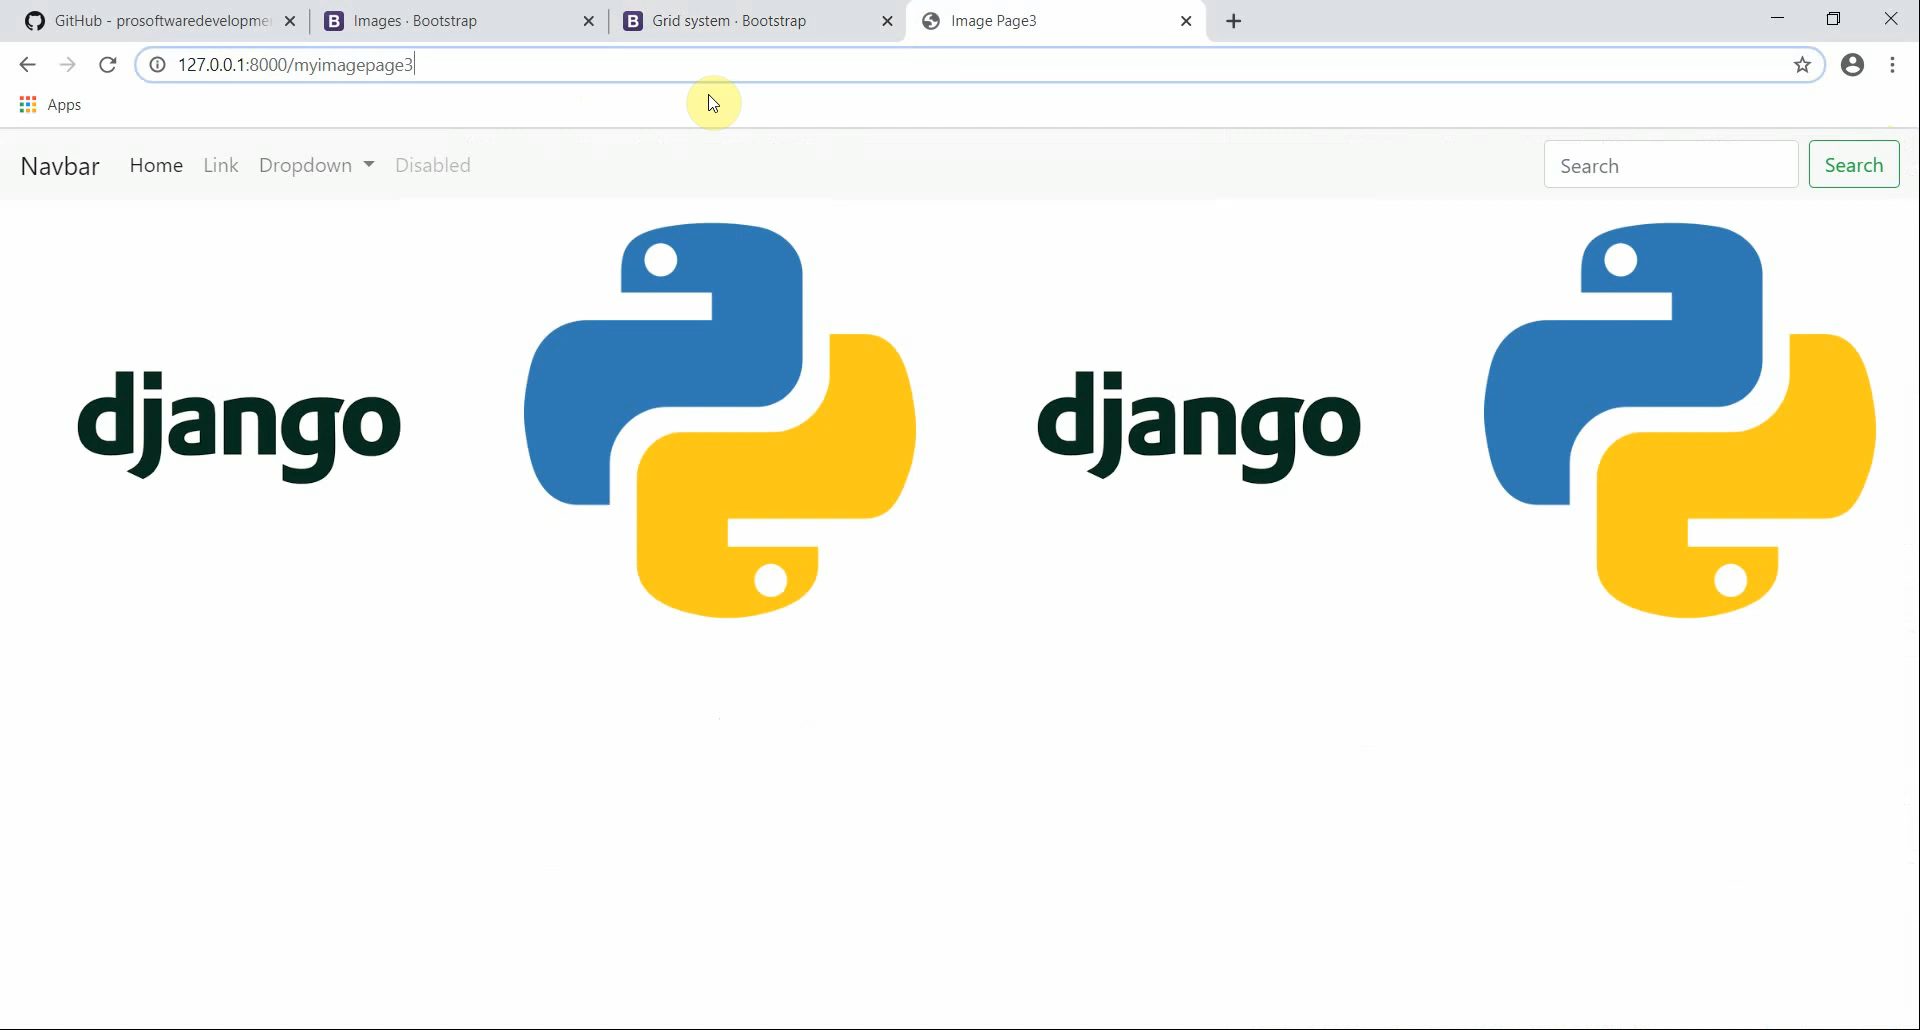 GitHub - prosoftwaredevelopme
Images · Bootstrap
Grid system · Bootstrap
Image Page3
127.0.0.1:8000/myimagepage3
Apps
Navbar Home Link Dropdown Disabled Search Search
django django